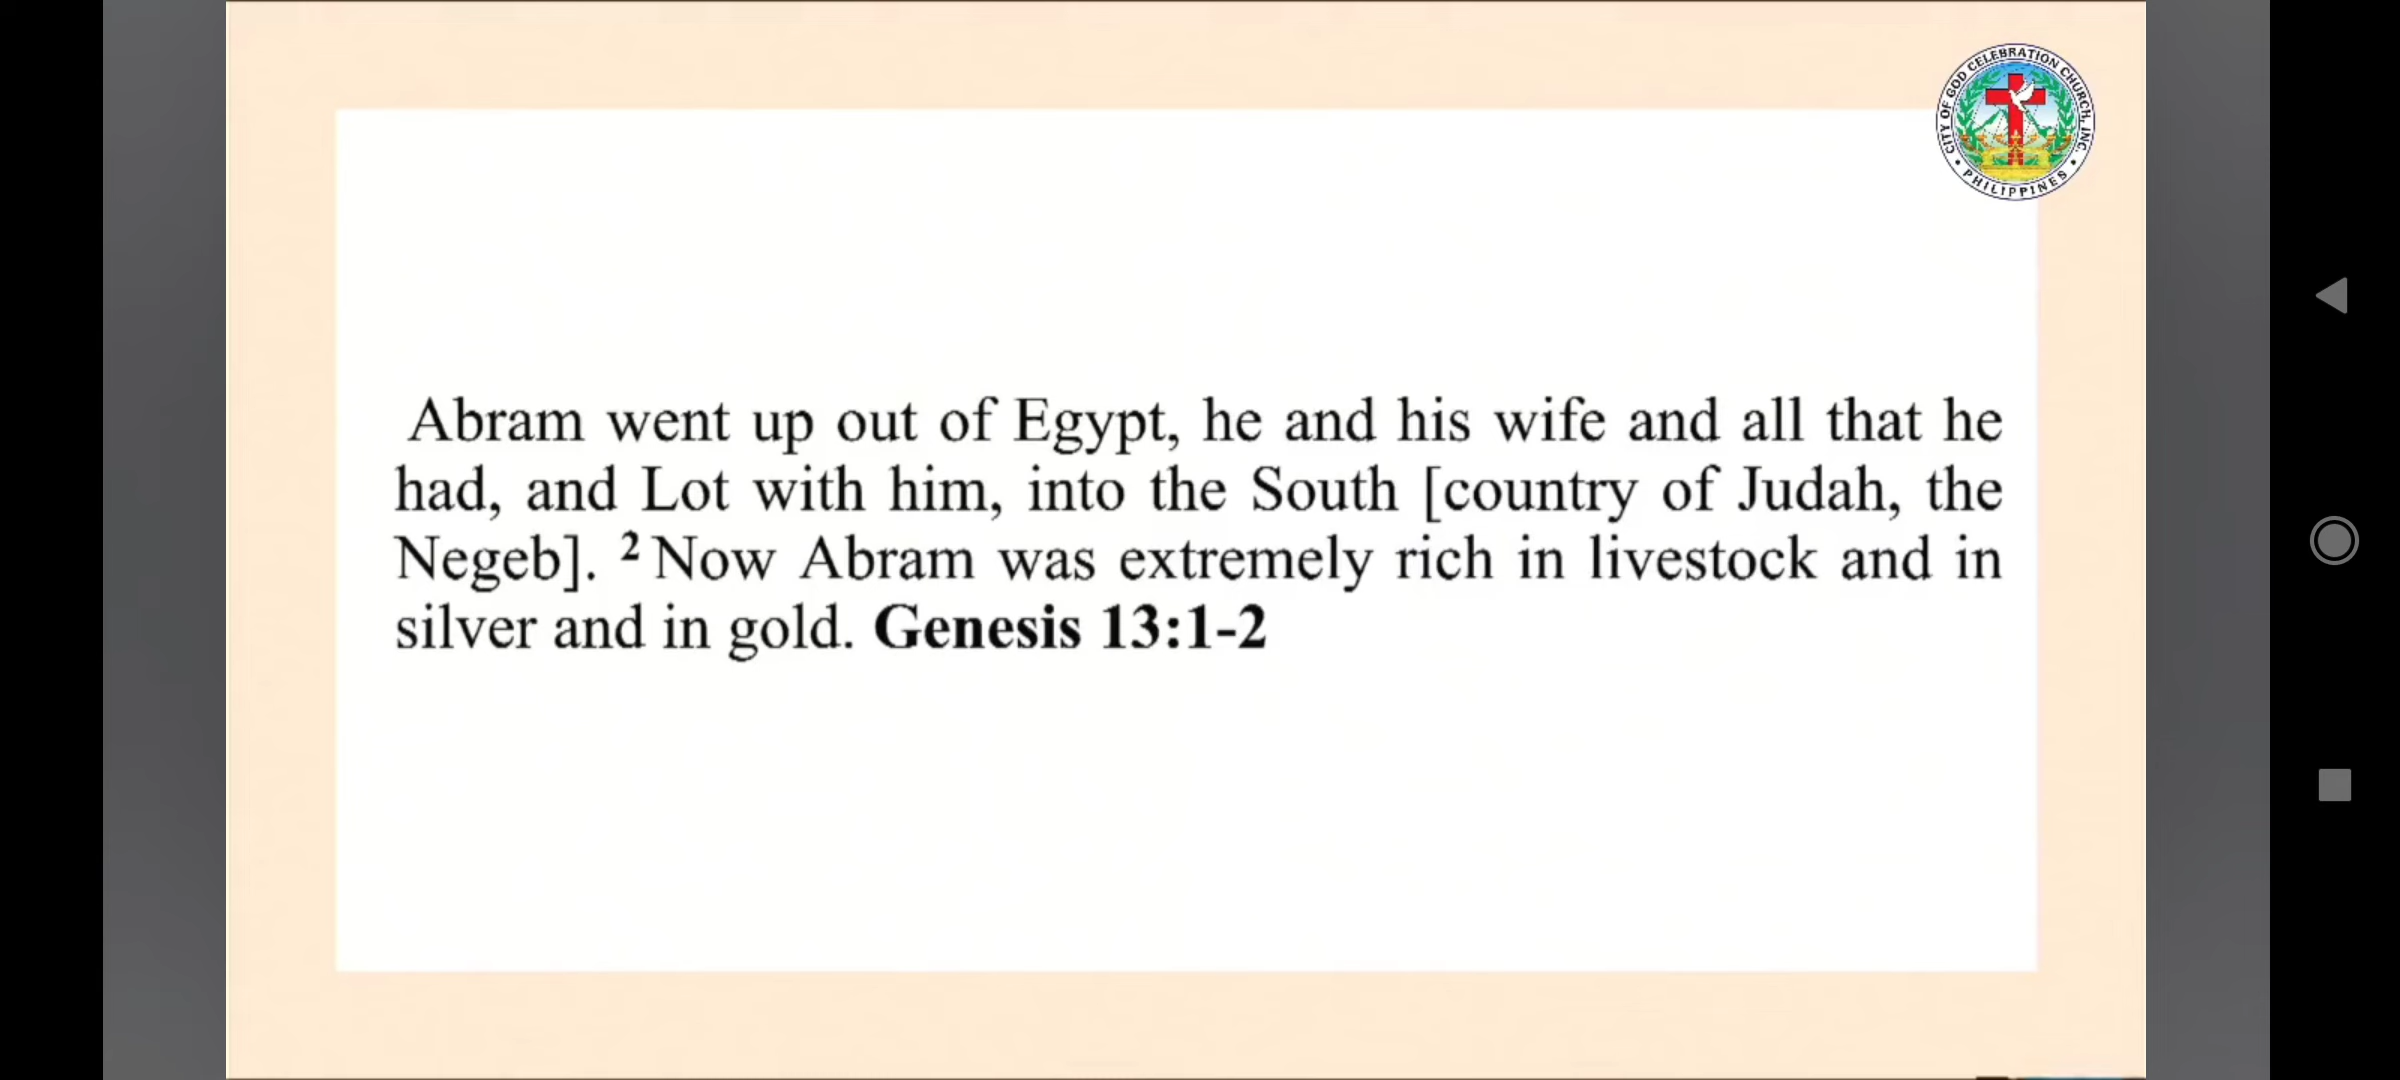 CITY OF GOD CELEBRATION CHURCH, INC.
PHILIPPINES
Abram went up out of Egypt, he and his wife and all that he
had, and Lot with him, into the South [country of Judah, the
Negeb]. 2 Now Abram was extremely rich in livestock and in
silver and in gold. Genesis 13:1-2